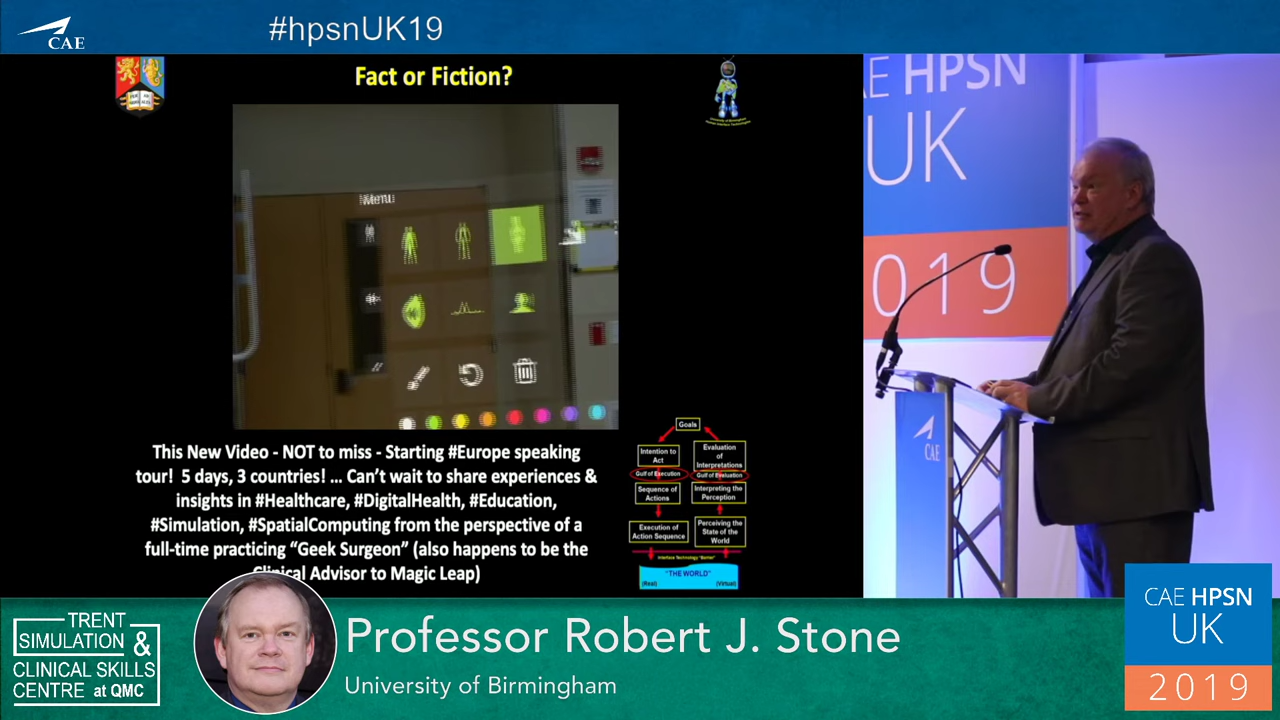 #hpsnUK19
CAE
Fact or Fiction?
Menu
This New Video - NOT to miss - Starting #Europe speaking
tour! 5 days, 3 countries! ... Can't wait to share experiences &
insights in #Healthcare, #DigitalHealth, #Education,
#Simulation, #SpatialComputing from the perspective of a
full-time practicing "Geek Surgeon" (also happens to be the
Clinical Advisor to Magic Leap)
Goals
Intention to
Act
Evaluation
of
Interpretations
Gulf of Execution
Gulf of Evaluation
Sequence of
Actions
Interpreting the
Perception
Execution of
Action Sequence
Perceiving the
State of the
World
Interface Technology "Barrier"
"THE WORLD"
(Real)
(Virtual)
AE HPSN
UK
2019
CAE
TRENT
SIMULATION &
CLINICAL SKILLS
CENTRE at QMC
Professor Robert J. Stone
University of Birmingham
CAE HPSN
UK
2019